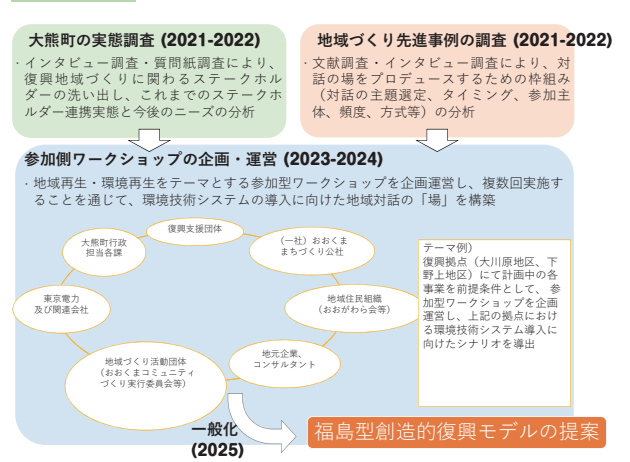 大熊町の実態調査 (2021-2022)
・インタビュー調査・質問紙調査により、
復興地域づくりに関わるステークホル
ダーの洗い出し、これまでのステークホ
ルダー連携実態と今後のニーズの分析
地域づくり先進事例の調査 (2021-2022)
・文献調査・インタビュー調査により、対
話の場をプロデュースするための枠組み
（対話の主題選定、タイミング、参加主
体、頻度、方式等）の分析
参加側ワークショップの企画・運営 (2023-2024)
・地域再生・環境再生をテーマとする参加型ワークショップを企画運営し、複数回実施す
ることを通じて、環境技術システムの導入に向けた地域対話の「場」を構築
復興支援団体
大熊町行政
担当各課
（一社）おおくま
まちづくり公社
東京電力
及び関連会社
地域住民組織
（おおがわら会等）
地域づくり活動団体
（おおくまコミュニティ
づくり実行委員会等）
地元企業、
コンサルタント
テーマ例）
復興拠点（大川原地区、下
野上地区）にて計画中の各
事業を前提条件として、 参
加型ワークショップを企画
運営し、上記の拠点におけ
る環境技術システム導入に
向けたシナリオを導出
一般化
(2025)
福島型創造的復興モデルの提案